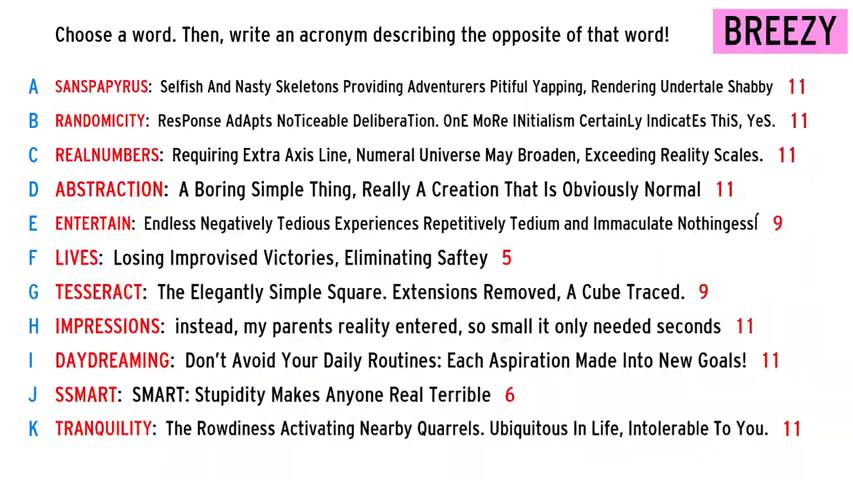 Choose a word. Then, write an acronym describing the opposite of that word!
BREEZY
A SANSPAPYRUS: Selfish And Nasty Skeletons Providing Adventurers Pitiful Yapping, Rendering Undertale Shabby 11
B RANDOMICITY: ResPonse AdApts NoTiceable DeliberaTion. OnE MoRe INitialism CertainLy IndicatEs ThiS, YeS. 11
C REALNUMBERS: Requiring Extra Axis Line, Numeral Universe May Broaden, Exceeding Reality Scales. 11
D ABSTRACTION: A Boring Simple Thing, Really A Creation That Is Obviously Normal 11
E ENTERTAIN: Endless Negatively Tedious Experiences Repetitively Tedium and Immaculate NothingessÍ 9
F LIVES: Losing Improvised Victories, Eliminating Saftey 5
G TESSERACT: The Elegantly Simple Square. Extensions Removed, A Cube Traced. 9
H IMPRESSIONS: instead, my parents reality entered, so small it only needed seconds 11
I DAYDREAMING: Don't Avoid Your Daily Routines: Each Aspiration Made Into New Goals! 11
J SSMART: SMART: Stupidity Makes Anyone Real Terrible 6
K TRANQUILITY: The Rowdiness Activating Nearby Quarrels. Ubiquitous In Life, Intolerable To You. 11